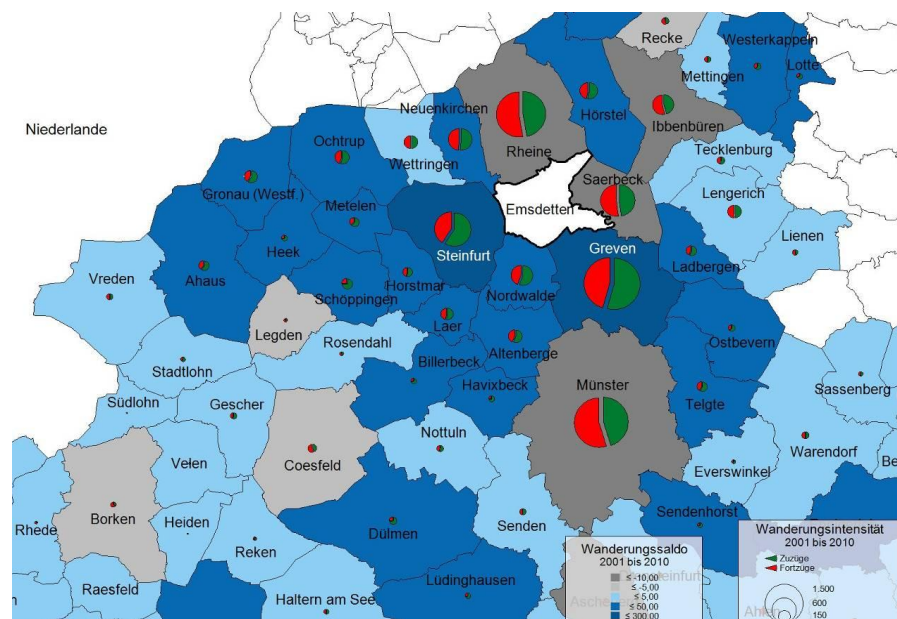 Recke
Westerkappeln
Lotte
Mettingen
Niederlande
Neuenkirchen
Hörstel
Ibbenbüren
Ochtrup
Wettringen
Rheine
Tecklenburg
Gronau (Westf.)
Saerbeck
Lengerich
Metelen
Emsdetten
Heek
Steinfurt
Greven
Lienen
Vreden
Ahaus
Schöppingen
Horstmar
Nordwalde
Ladbergen
Laer
Legden
Rosendahl
Altenberge
Ostbevern
Stadtlohn
Billerbeck
Havixbeck
Münster
Telgte
Sassenberg
Südlohn
Gescher
Nottuln
Coesfeld
Velen
Everswinkel
Warendorf
Be
Rhede
Borken
Heiden
Dülmen
Senden
Sendenhorst
Reken
Raesfeld
Haltern am See
Lüdinghausen
Wanderungssaldo
2001 bis 2010
≤ -10,00
≤ -5,00
≤ 5,00
≤ 50,00
≤ 300,00
Wanderungsintensität
2001 bis 2010
Zuzüge
Fortzüge
1.500
600
150
Ahlen